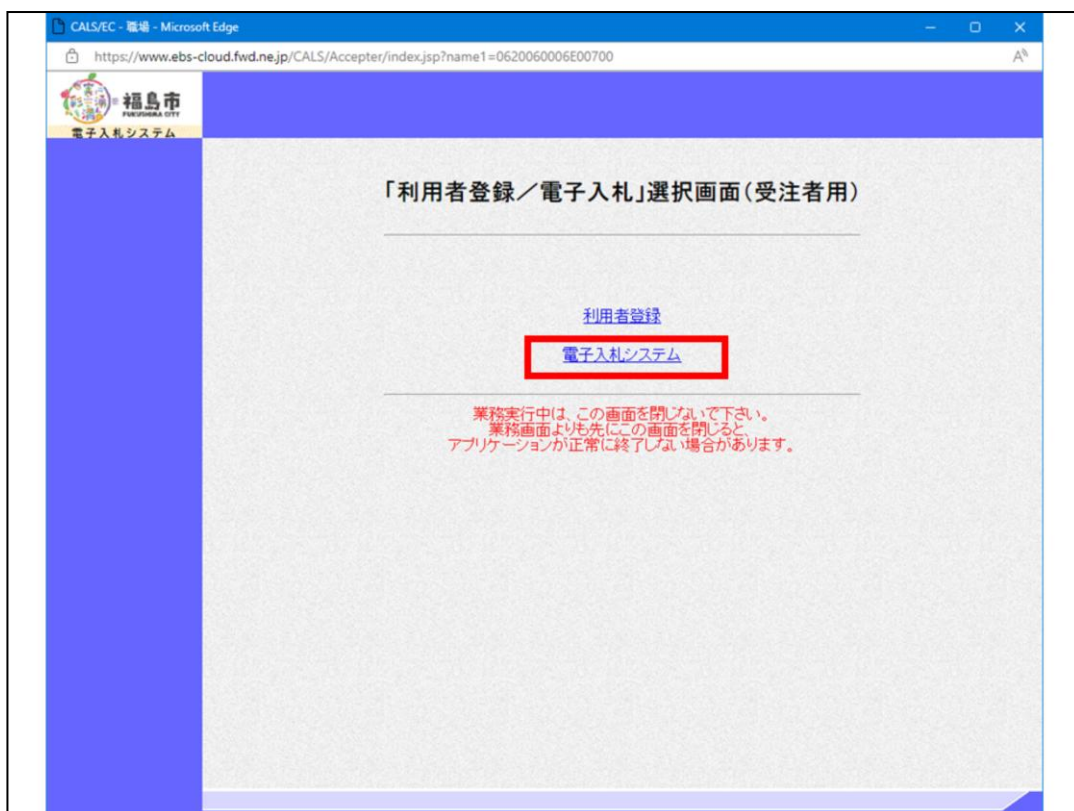 CALS/EC - 職場 - Microsoft Edge
https://www.ebs-cloud.fwd.ne.jp/CALS/Accepter/index.jsp?name1=0620060006E00700
福島市
FUKUSHIMA CITY
電子入札システム
「利用者登録／電子入札」選択画面(受注者用)
利用者登録
電子入札システム
業務実行中は、この画面を閉じないで下さい。
業務画面よりも先にこの画面を閉じると、
アプリケーションが正常に終了しない場合があります。